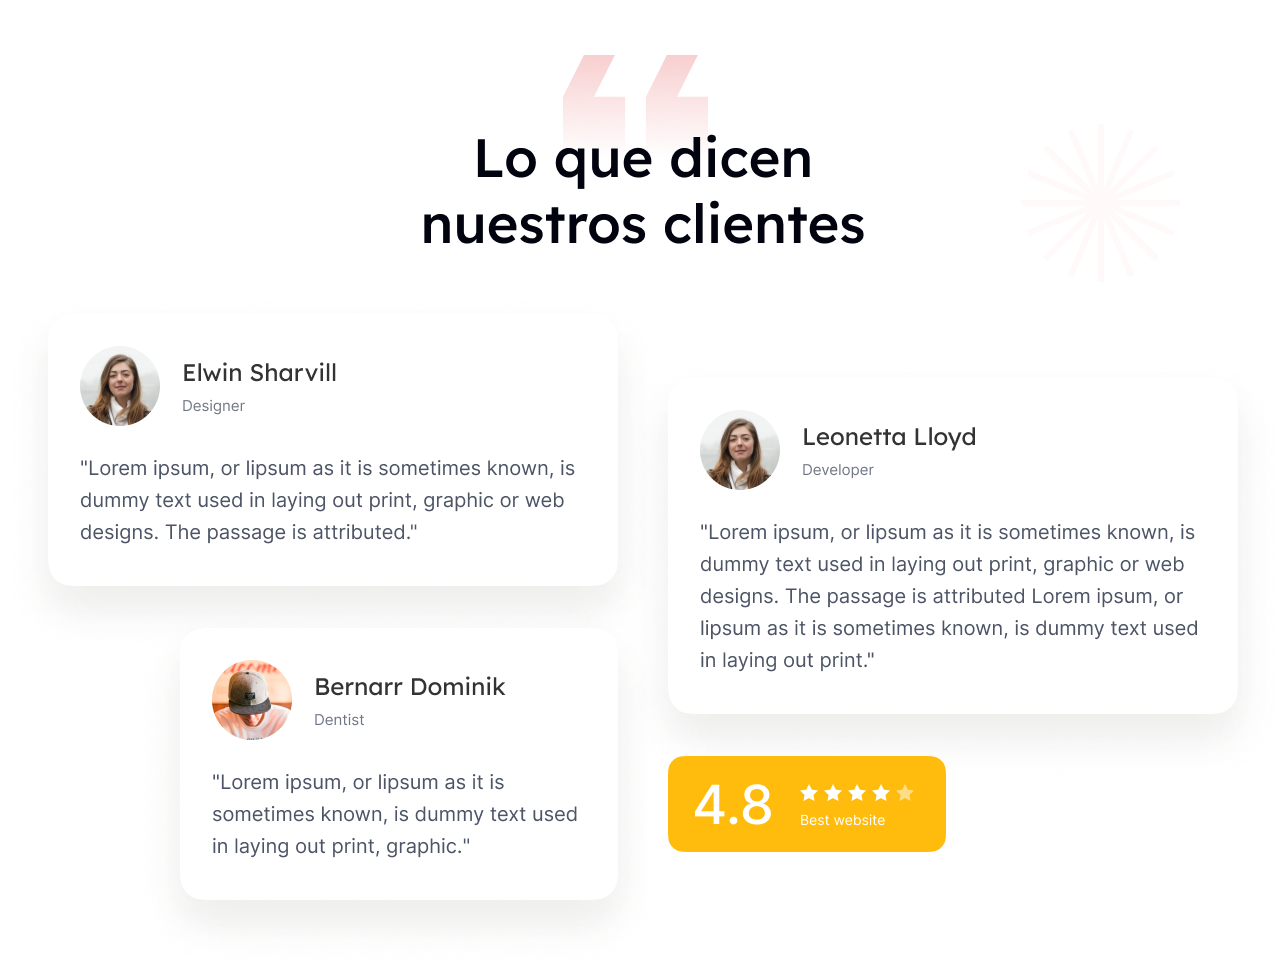 Lo que dicen
nuestros clientes
Elwin Sharvill
Designer
"Lorem ipsum, or lipsum as it is sometimes known, is
dummy text used in laying out print, graphic or web
designs. The passage is attributed."
Leonetta Lloyd
Developer
"Lorem ipsum, or lipsum as it is sometimes known, is
dummy text used in laying out print, graphic or web
designs. The passage is attributed Lorem ipsum, or
lipsum as it is sometimes known, is dummy text used
in laying out print."
Bernarr Dominik
Dentist
"Lorem ipsum, or lipsum as it is
sometimes known, is dummy text used
in laying out print, graphic."
4.8
Best website